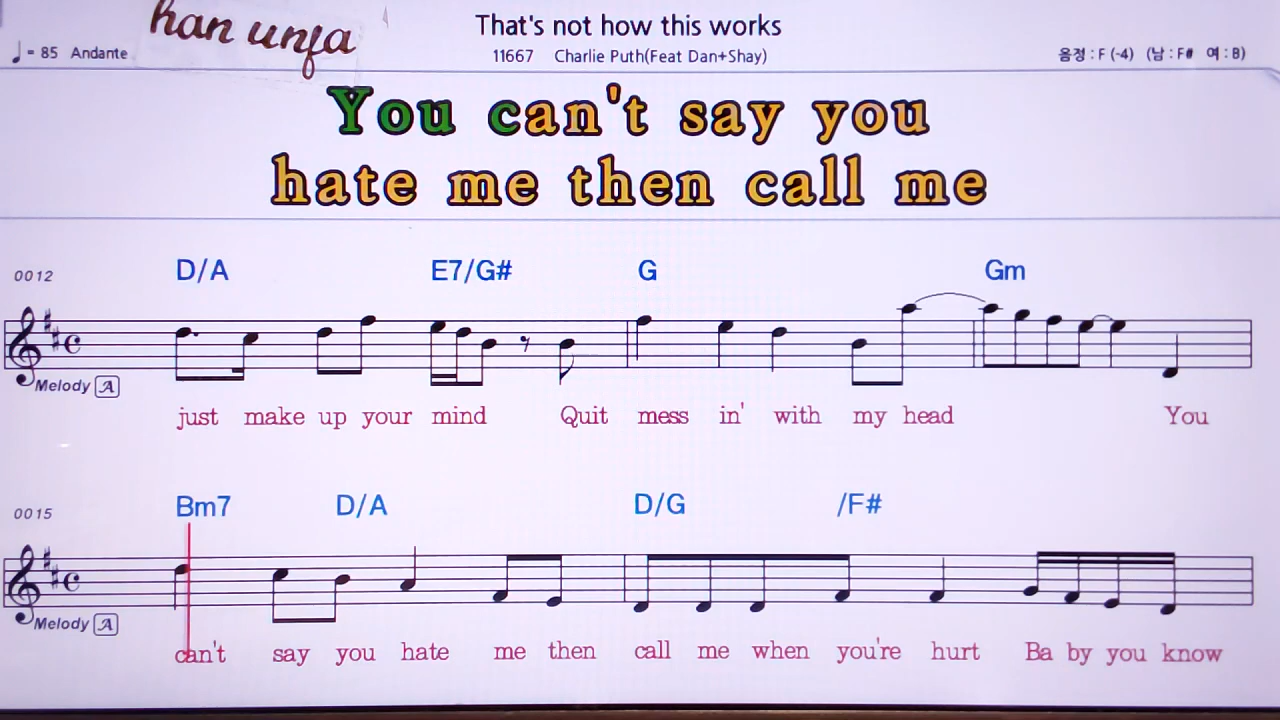 han unfa
That's not how this works
♩= 85 Andante
11667 Charlie Puth(Feat Dan+Shay)
음정 : F (-4) (남 : F# 여 : B)
You can't say you
hate me then call me
0012
D/A E7/G# G Gm
Melody A
just make up your mind Quit mess in' with my head You
0015
Bm7 D/A D/G /F#
Melody A
can't say you hate me then call me when you're hurt Ba by you know